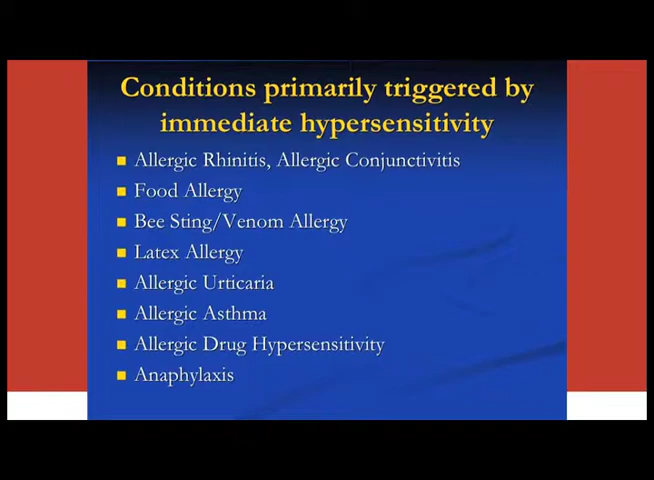 Conditions primarily triggered by
immediate hypersensitivity
Allergic Rhinitis, Allergic Conjunctivitis
Food Allergy
Bee Sting/Venom Allergy
Latex Allergy
Allergic Urticaria
Allergic Asthma
Allergic Drug Hypersensitivity
Anaphylaxis